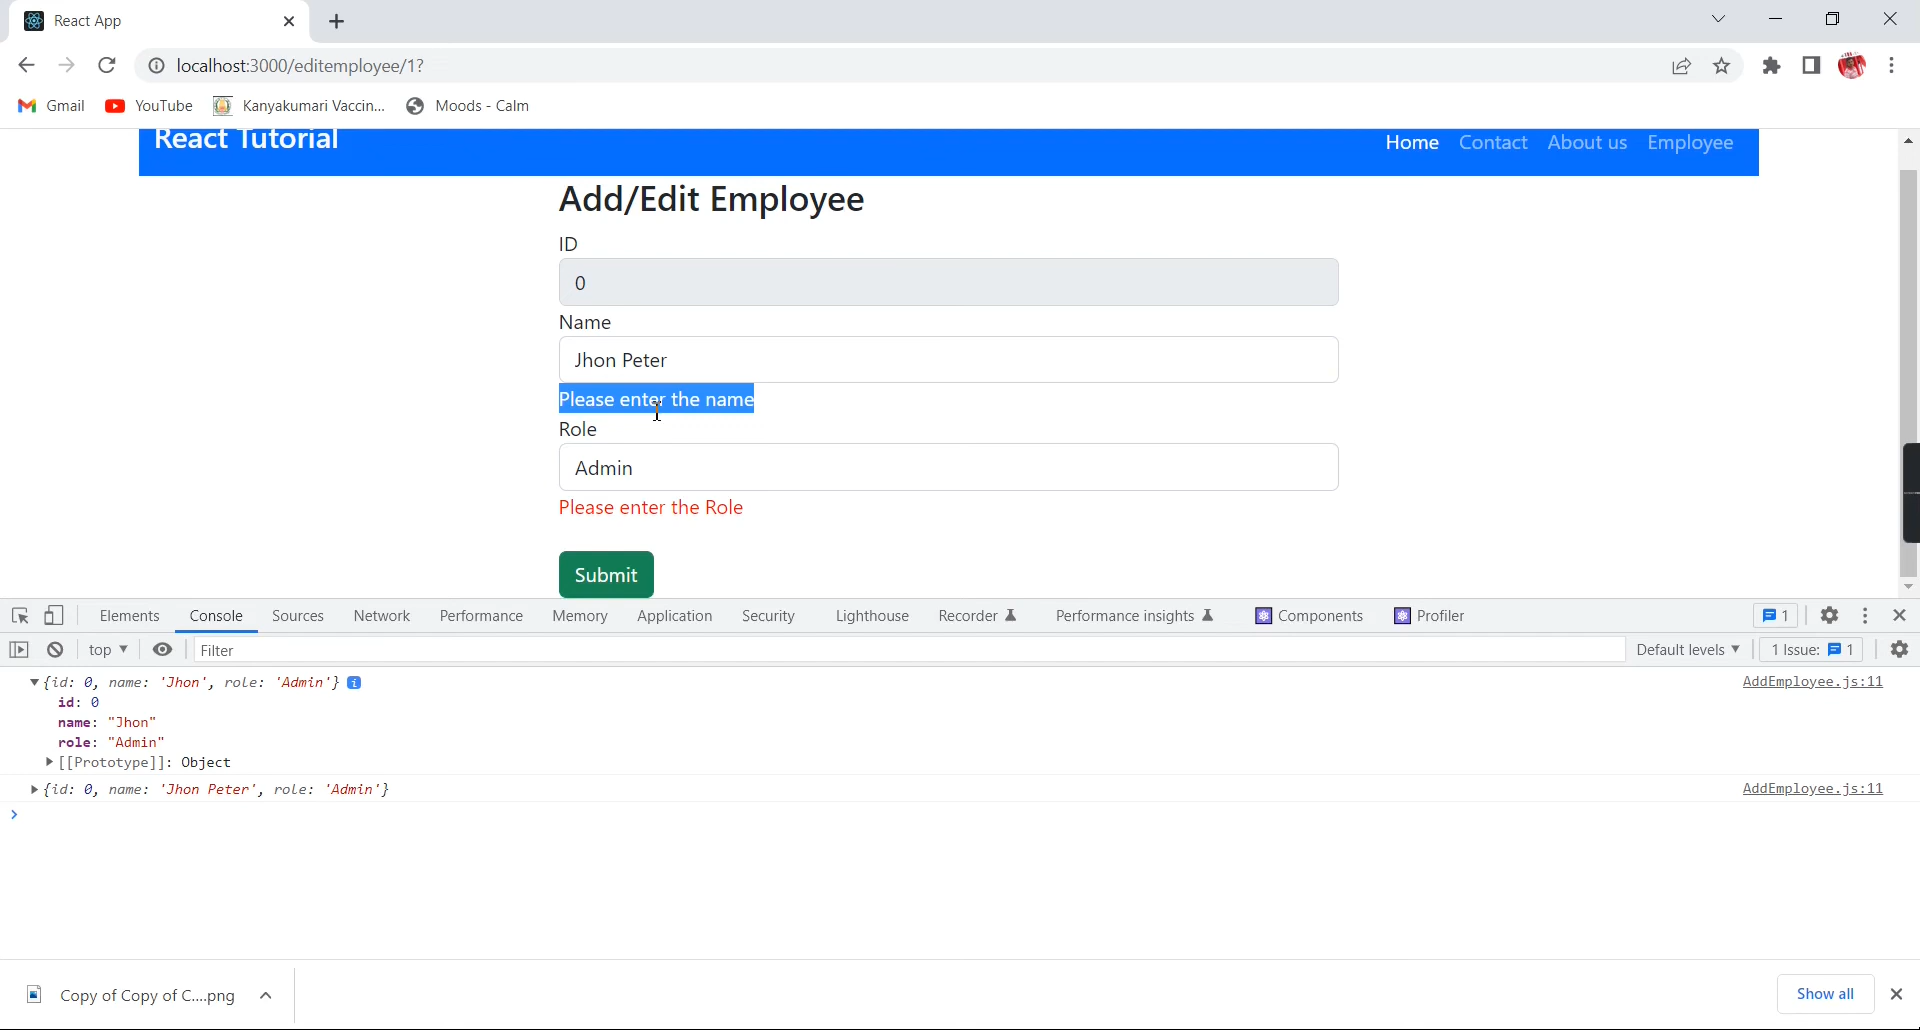 React App
localhost:3000/editemployee/1?
Gmail YouTube Kanyakumari Vaccin... Moods - Calm
React Tutorial Home Contact About us Employee
Add/Edit Employee
ID
0
Name
Jhon Peter
Please enter the name
Role
Admin
Please enter the Role
Submit
Elements Console Sources Network Performance Memory Application Security Lighthouse Recorder Performance insights Components Profiler 1
top Filter Default levels 1 Issue: 1
{id: 0, name: 'Jhon', role: 'Admin'} AddEmployee.js:11
id: 0
name: "Jhon"
role: "Admin"
[[Prototype]]: Object
{id: 0, name: 'Jhon Peter', role: 'Admin'} AddEmployee.js:11
Copy of Copy of C....png Show all